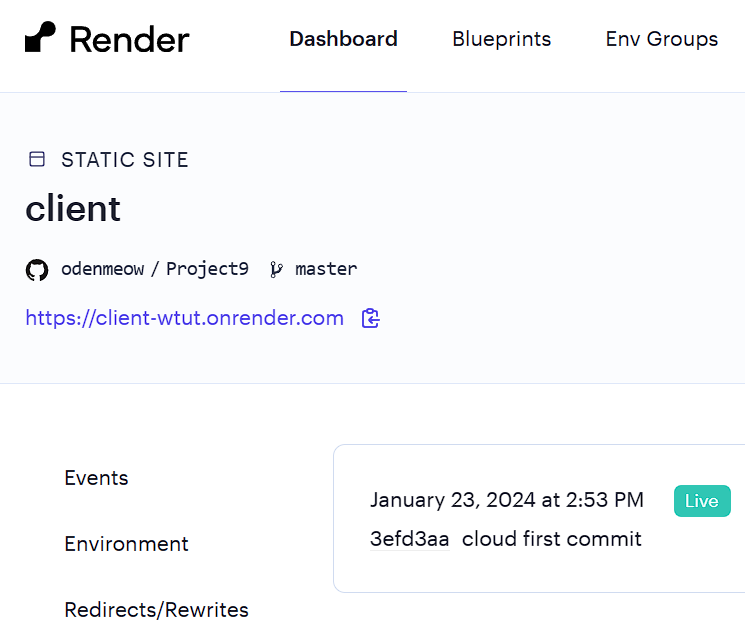 Render Dashboard Blueprints Env Groups
STATIC SITE
client
odenmeow / Project9 master
https://client-wtut.onrender.com
Events
Environment
Redirects/Rewrites
January 23, 2024 at 2:53 PM Live
3efd3aa cloud first commit